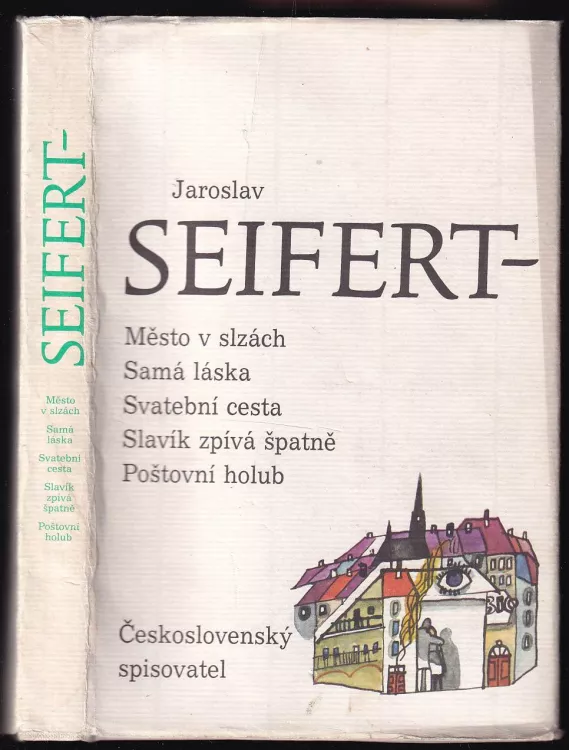 SEIFERT-
Město
v slzách
Samá
láska
Svatební
cesta
Slavík
zpívá
špatně
Poštovní
holub
Jaroslav
SEIFERT-
Město v slzách
Samá láska
Svatební cesta
Slavík zpívá špatně
Poštovní holub
BIO
Československý
spisovatel